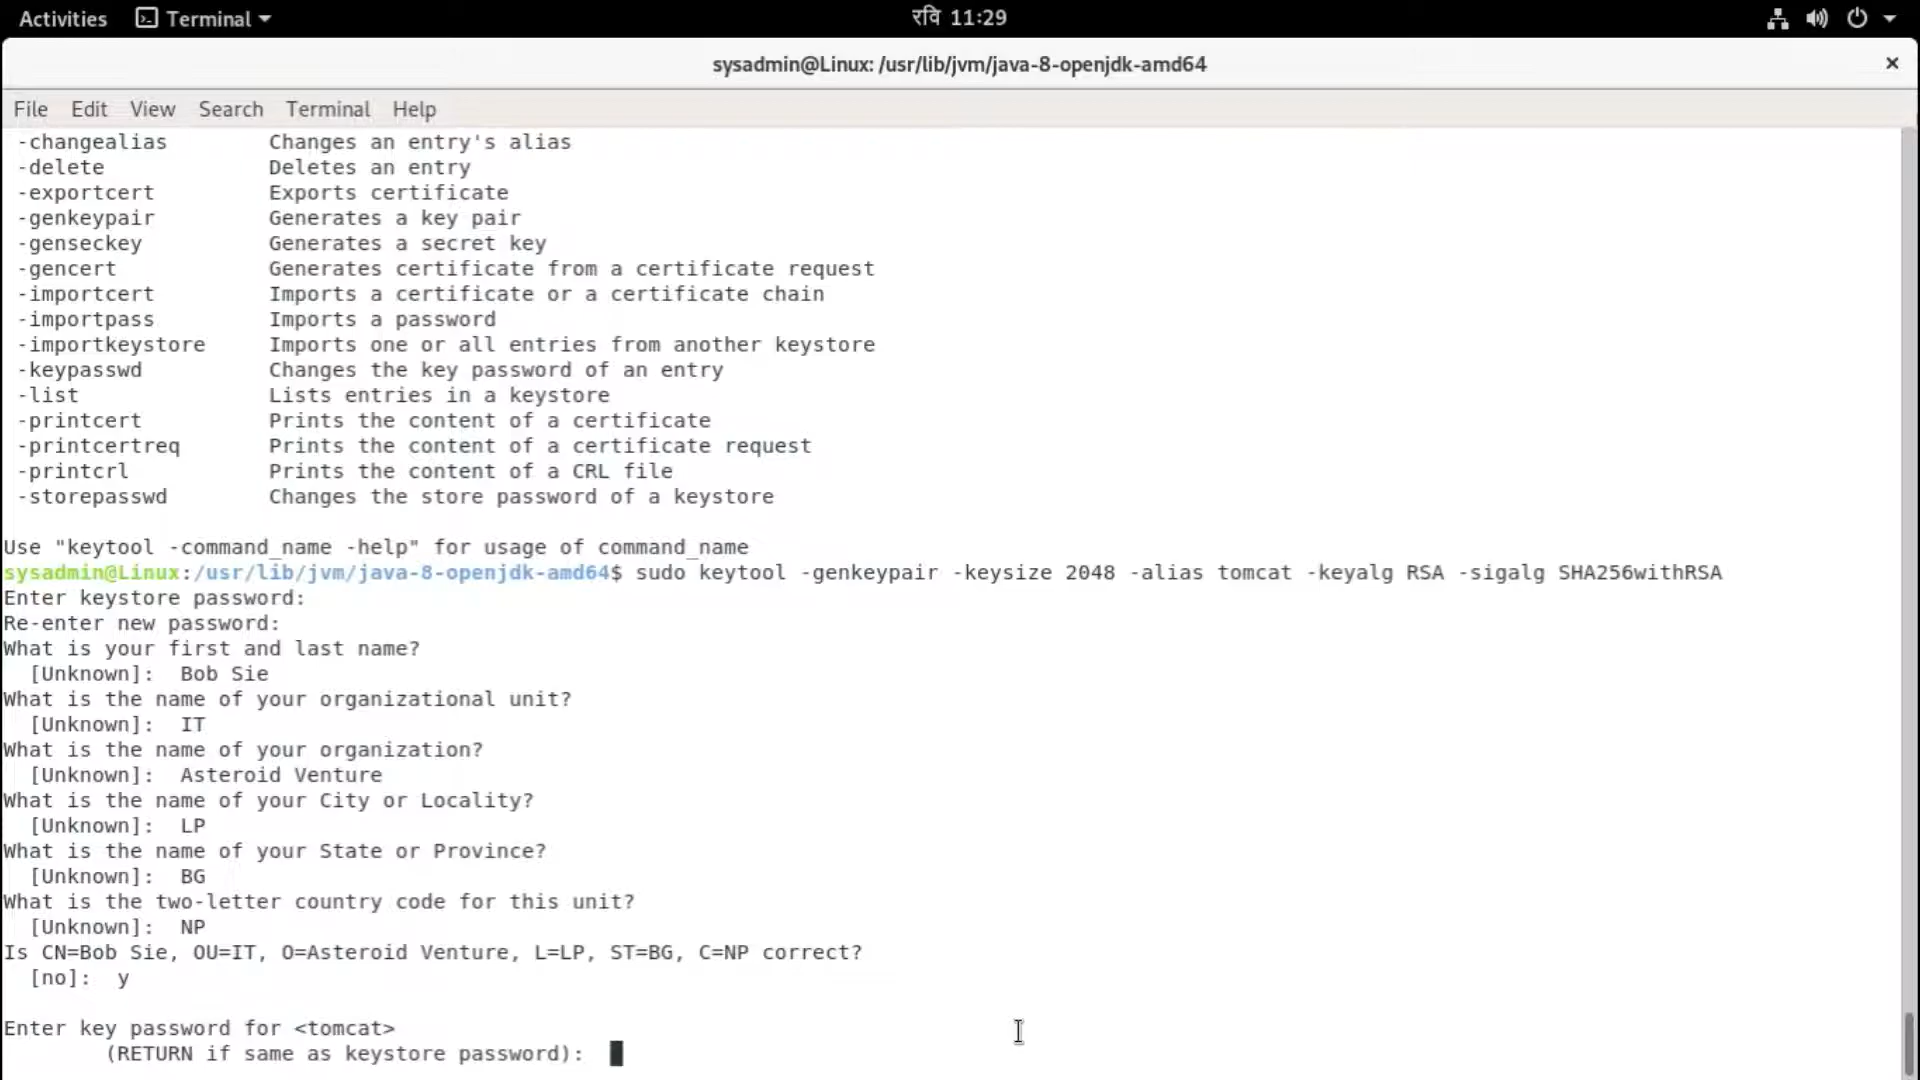 Activities Terminal रवि 11:29
sysadmin@Linux: /usr/lib/jvm/java-8-openjdk-amd64 ×
File Edit View Search Terminal Help
-changealias Changes an entry's alias
-delete Deletes an entry
-exportcert Exports certificate
-genkeypair Generates a key pair
-genseckey Generates a secret key
-gencert Generates certificate from a certificate request
-importcert Imports a certificate or a certificate chain
-importpass Imports a password
-importkeystore Imports one or all entries from another keystore
-keypasswd Changes the key password of an entry
-list Lists entries in a keystore
-printcert Prints the content of a certificate
-printcertreq Prints the content of a certificate request
-printcrl Prints the content of a CRL file
-storepasswd Changes the store password of a keystore
Use "keytool -command_name -help" for usage of command_name
sysadmin@Linux:/usr/lib/jvm/java-8-openjdk-amd64$ sudo keytool -genkeypair -keysize 2048 -alias tomcat -keyalg RSA -sigalg SHA256withRSA
Enter keystore password:
Re-enter new password:
What is your first and last name?
[Unknown]: Bob Sie
What is the name of your organizational unit?
[Unknown]: IT
What is the name of your organization?
[Unknown]: Asteroid Venture
What is the name of your City or Locality?
[Unknown]: LP
What is the name of your State or Province?
[Unknown]: BG
What is the two-letter country code for this unit?
[Unknown]: NP
Is CN=Bob Sie, OU=IT, O=Asteroid Venture, L=LP, ST=BG, C=NP correct?
[no]: y
Enter key password for <tomcat>
(RETURN if same as keystore password):